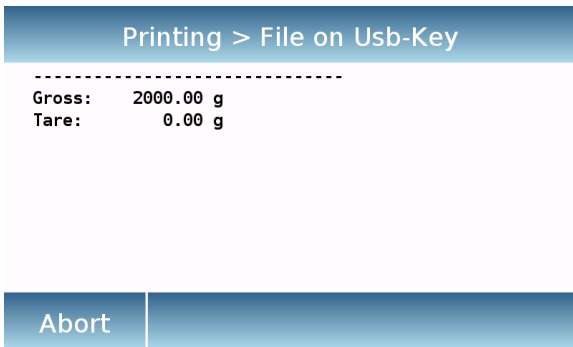 Printing > File on Usb-Key
-------------------------------
Gross:    2000.00 g
Tare:        0.00 g
Abort